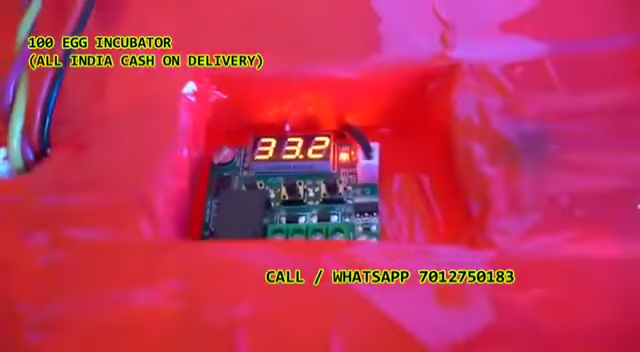 100 EGG INCUBATOR
(ALL INDIA CASH ON DELIVERY)
33.2
CALL / WHATSAPP 7012750183